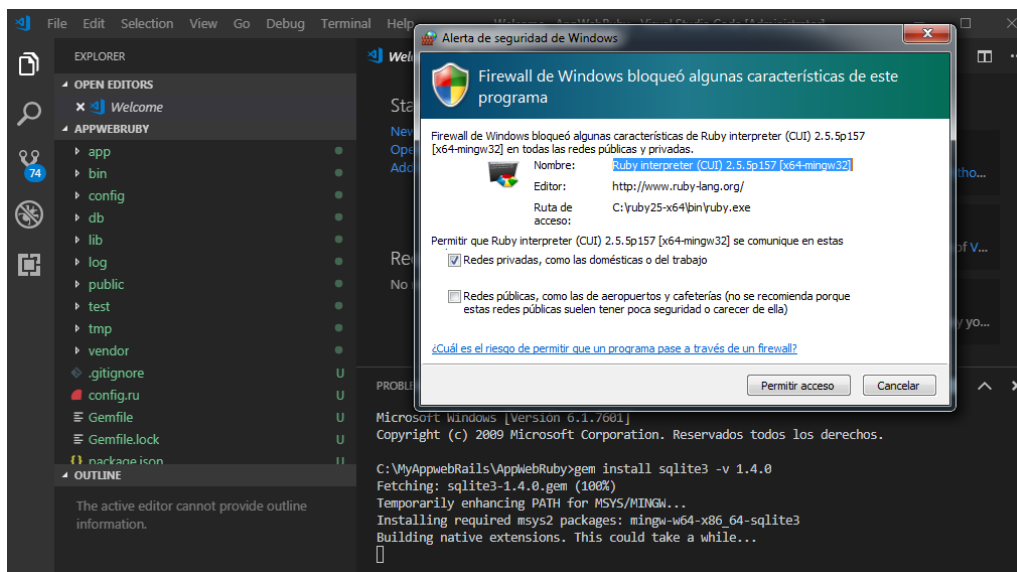 File Edit Selection View Go Debug Terminal Help Welcome - AppWebRuby - Visual Studio Code [Administrator]
EXPLORER
OPEN EDITORS
Welcome
APPWEBRUBY
app
bin
config
db
lib
log
public
test
tmp
vendor
.gitignore U
config.ru U
Gemfile U
Gemfile.lock U
package.json U
OUTLINE
The active editor cannot provide outline
information.
74
Alerta de seguridad de Windows
Firewall de Windows bloqueó algunas características de este
programa
Firewall de Windows bloqueó algunas características de Ruby interpreter (CUI) 2.5.5p157
[x64-mingw32] en todas las redes públicas y privadas.
Nombre: Ruby interpreter (CUI) 2.5.5p157 [x64-mingw32]
Editor: http://www.ruby-lang.org/
Ruta de C:\ruby25-x64\bin\ruby.exe
acceso:
Permitir que Ruby interpreter (CUI) 2.5.5p157 [x64-mingw32] se comunique en estas
Redes privadas, como las domésticas o del trabajo
Redes públicas, como las de aeropuertos y cafeterías (no se recomienda porque
estas redes públicas suelen tener poca seguridad o carecer de ella)
¿Cuál es el riesgo de permitir que un programa pase a través de un firewall?
Permitir acceso Cancelar
Microsoft Windows [Versión 6.1.7601]
Copyright (c) 2009 Microsoft Corporation. Reservados todos los derechos.
C:\MyAppwebRails\AppWebRuby>gem install sqlite3 -v 1.4.0
Fetching: sqlite3-1.4.0.gem (100%)
Temporarily enhancing PATH for MSYS/MINGW...
Installing required msys2 packages: mingw-w64-x86_64-sqlite3
Building native extensions. This could take a while...